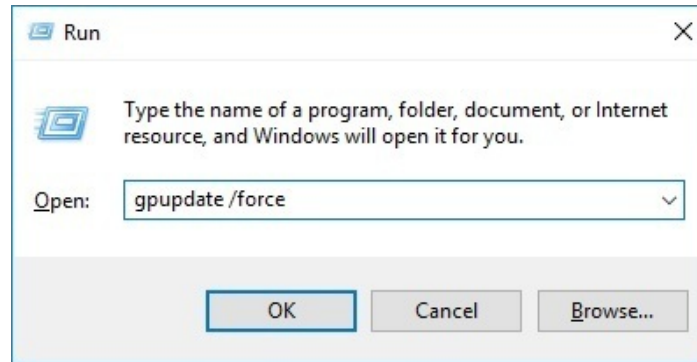 Run
Type the name of a program, folder, document, or Internet
resource, and Windows will open it for you.
Open: gpupdate /force
OK Cancel Browse...